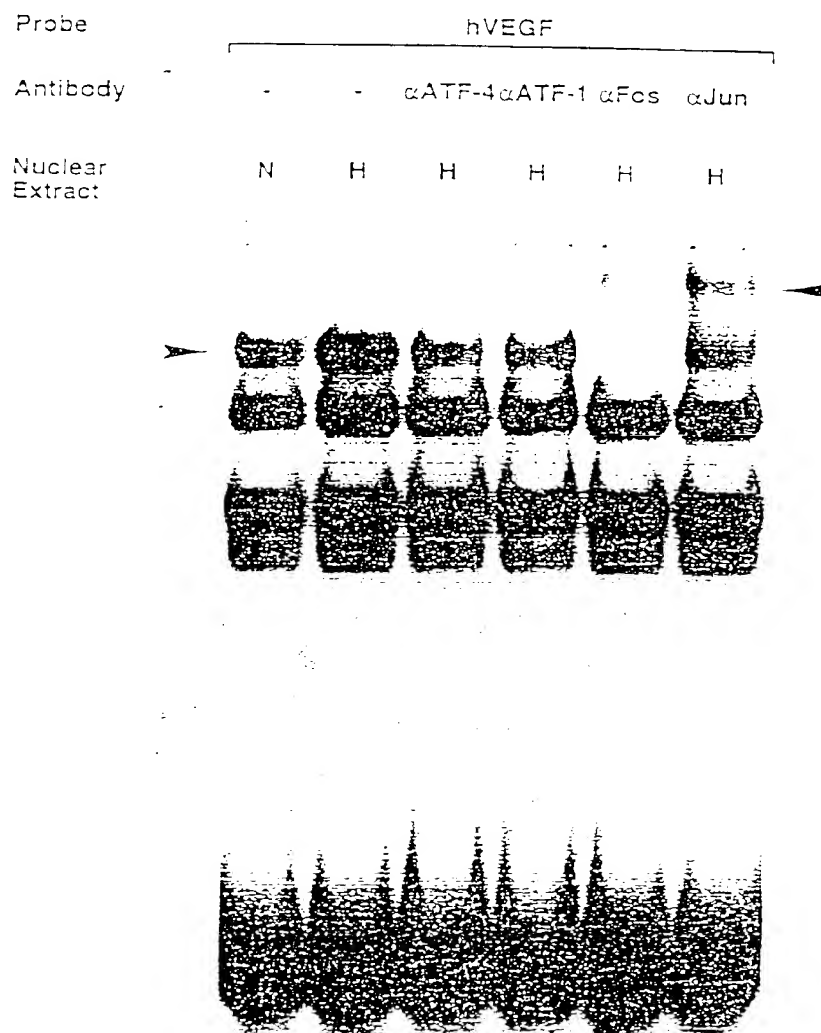 Probe hVEGF
Antibody - - αATF-4 αATF-1 αFos αJun
Nuclear
Extract N H H H H H